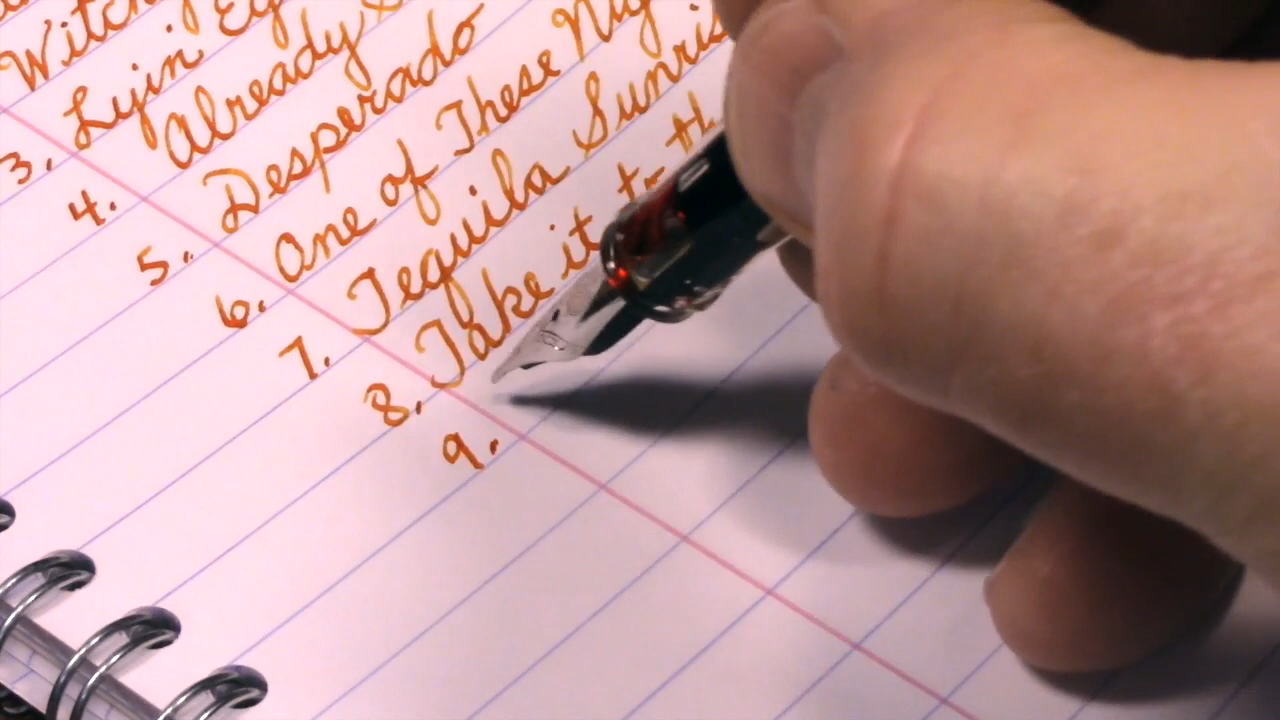 Witch
3. Lyin Ey
4. Already
5. Desperado
6. One of These Nig
7. Tequila Sunris
8. Take it to th
9.